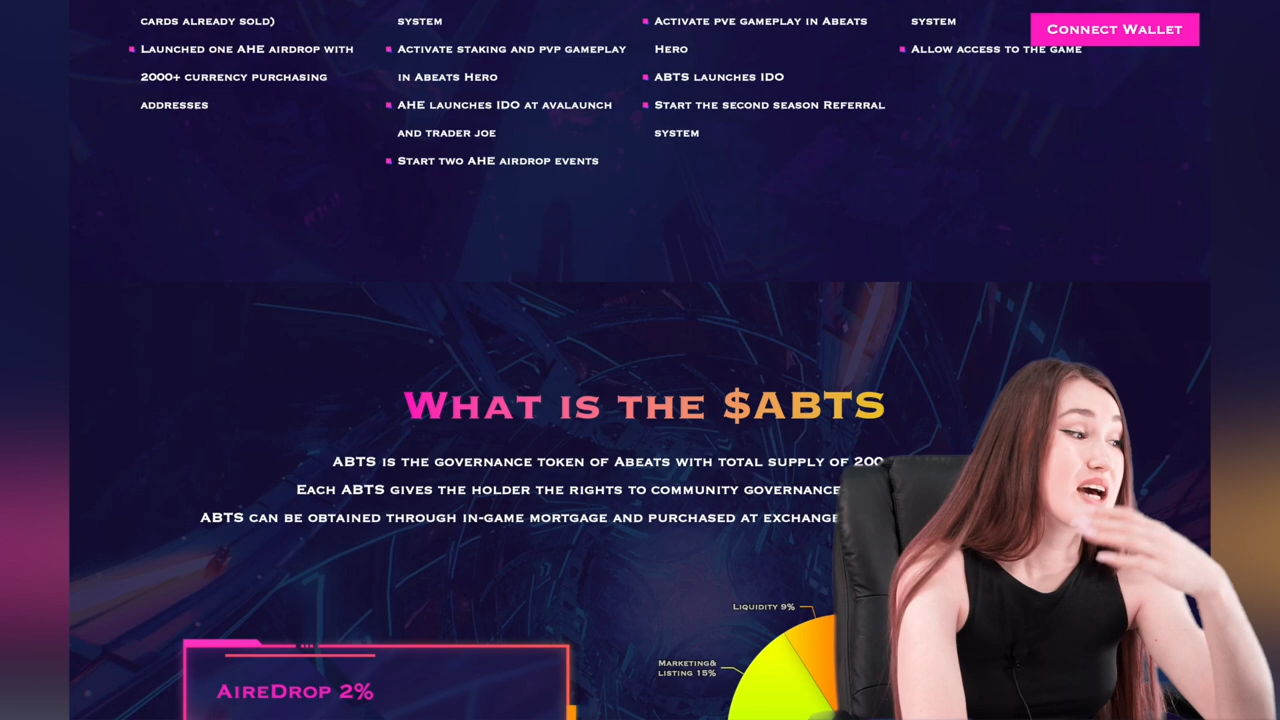 CARDS ALREADY SOLD)
LAUNCHED ONE AHE AIRDROP WITH
2000+ CURRENCY PURCHASING
ADDRESSES
SYSTEM
ACTIVATE STAKING AND PVP GAMEPLAY
IN ABEATS HERO
AHE LAUNCHES IDO AT AVALAUNCH
AND TRADER JOE
START TWO AHE AIRDROP EVENTS
ACTIVATE PVE GAMEPLAY IN ABEATS
HERO
ABTS LAUNCHES IDO
START THE SECOND SEASON REFERRAL
SYSTEM
SYSTEM
ALLOW ACCESS TO THE GAME
CONNECT WALLET
WHAT IS THE $ABTS
ABTS IS THE GOVERNANCE TOKEN OF ABEATS WITH TOTAL SUPPLY OF 200
EACH ABTS GIVES THE HOLDER THE RIGHTS TO COMMUNITY GOVERNANCE
ABTS CAN BE OBTAINED THROUGH IN-GAME MORTGAGE AND PURCHASED AT EXCHANGE
LIQUIDITY 9%
MARKETING&
LISTING 15%
AIREDROP 2%